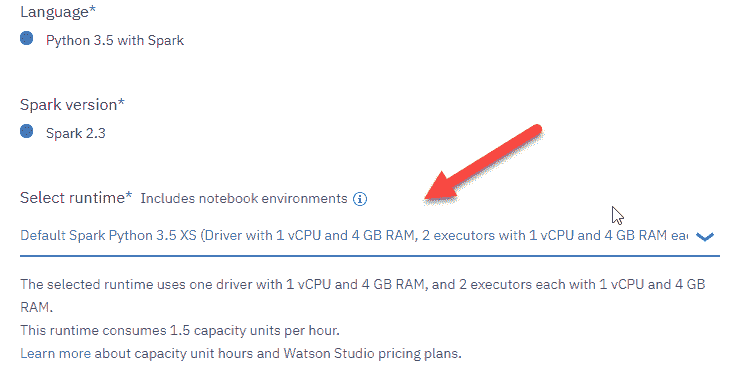 Language*
Python 3.5 with Spark
Spark version*
Spark 2.3
Select runtime* Includes notebook environments
Default Spark Python 3.5 XS (Driver with 1 vCPU and 4 GB RAM, 2 executors with 1 vCPU and 4 GB RAM ea
The selected runtime uses one driver with 1 vCPU and 4 GB RAM, and 2 executors each with 1 vCPU and 4 GB
RAM.
This runtime consumes 1.5 capacity units per hour.
Learn more about capacity unit hours and Watson Studio pricing plans.